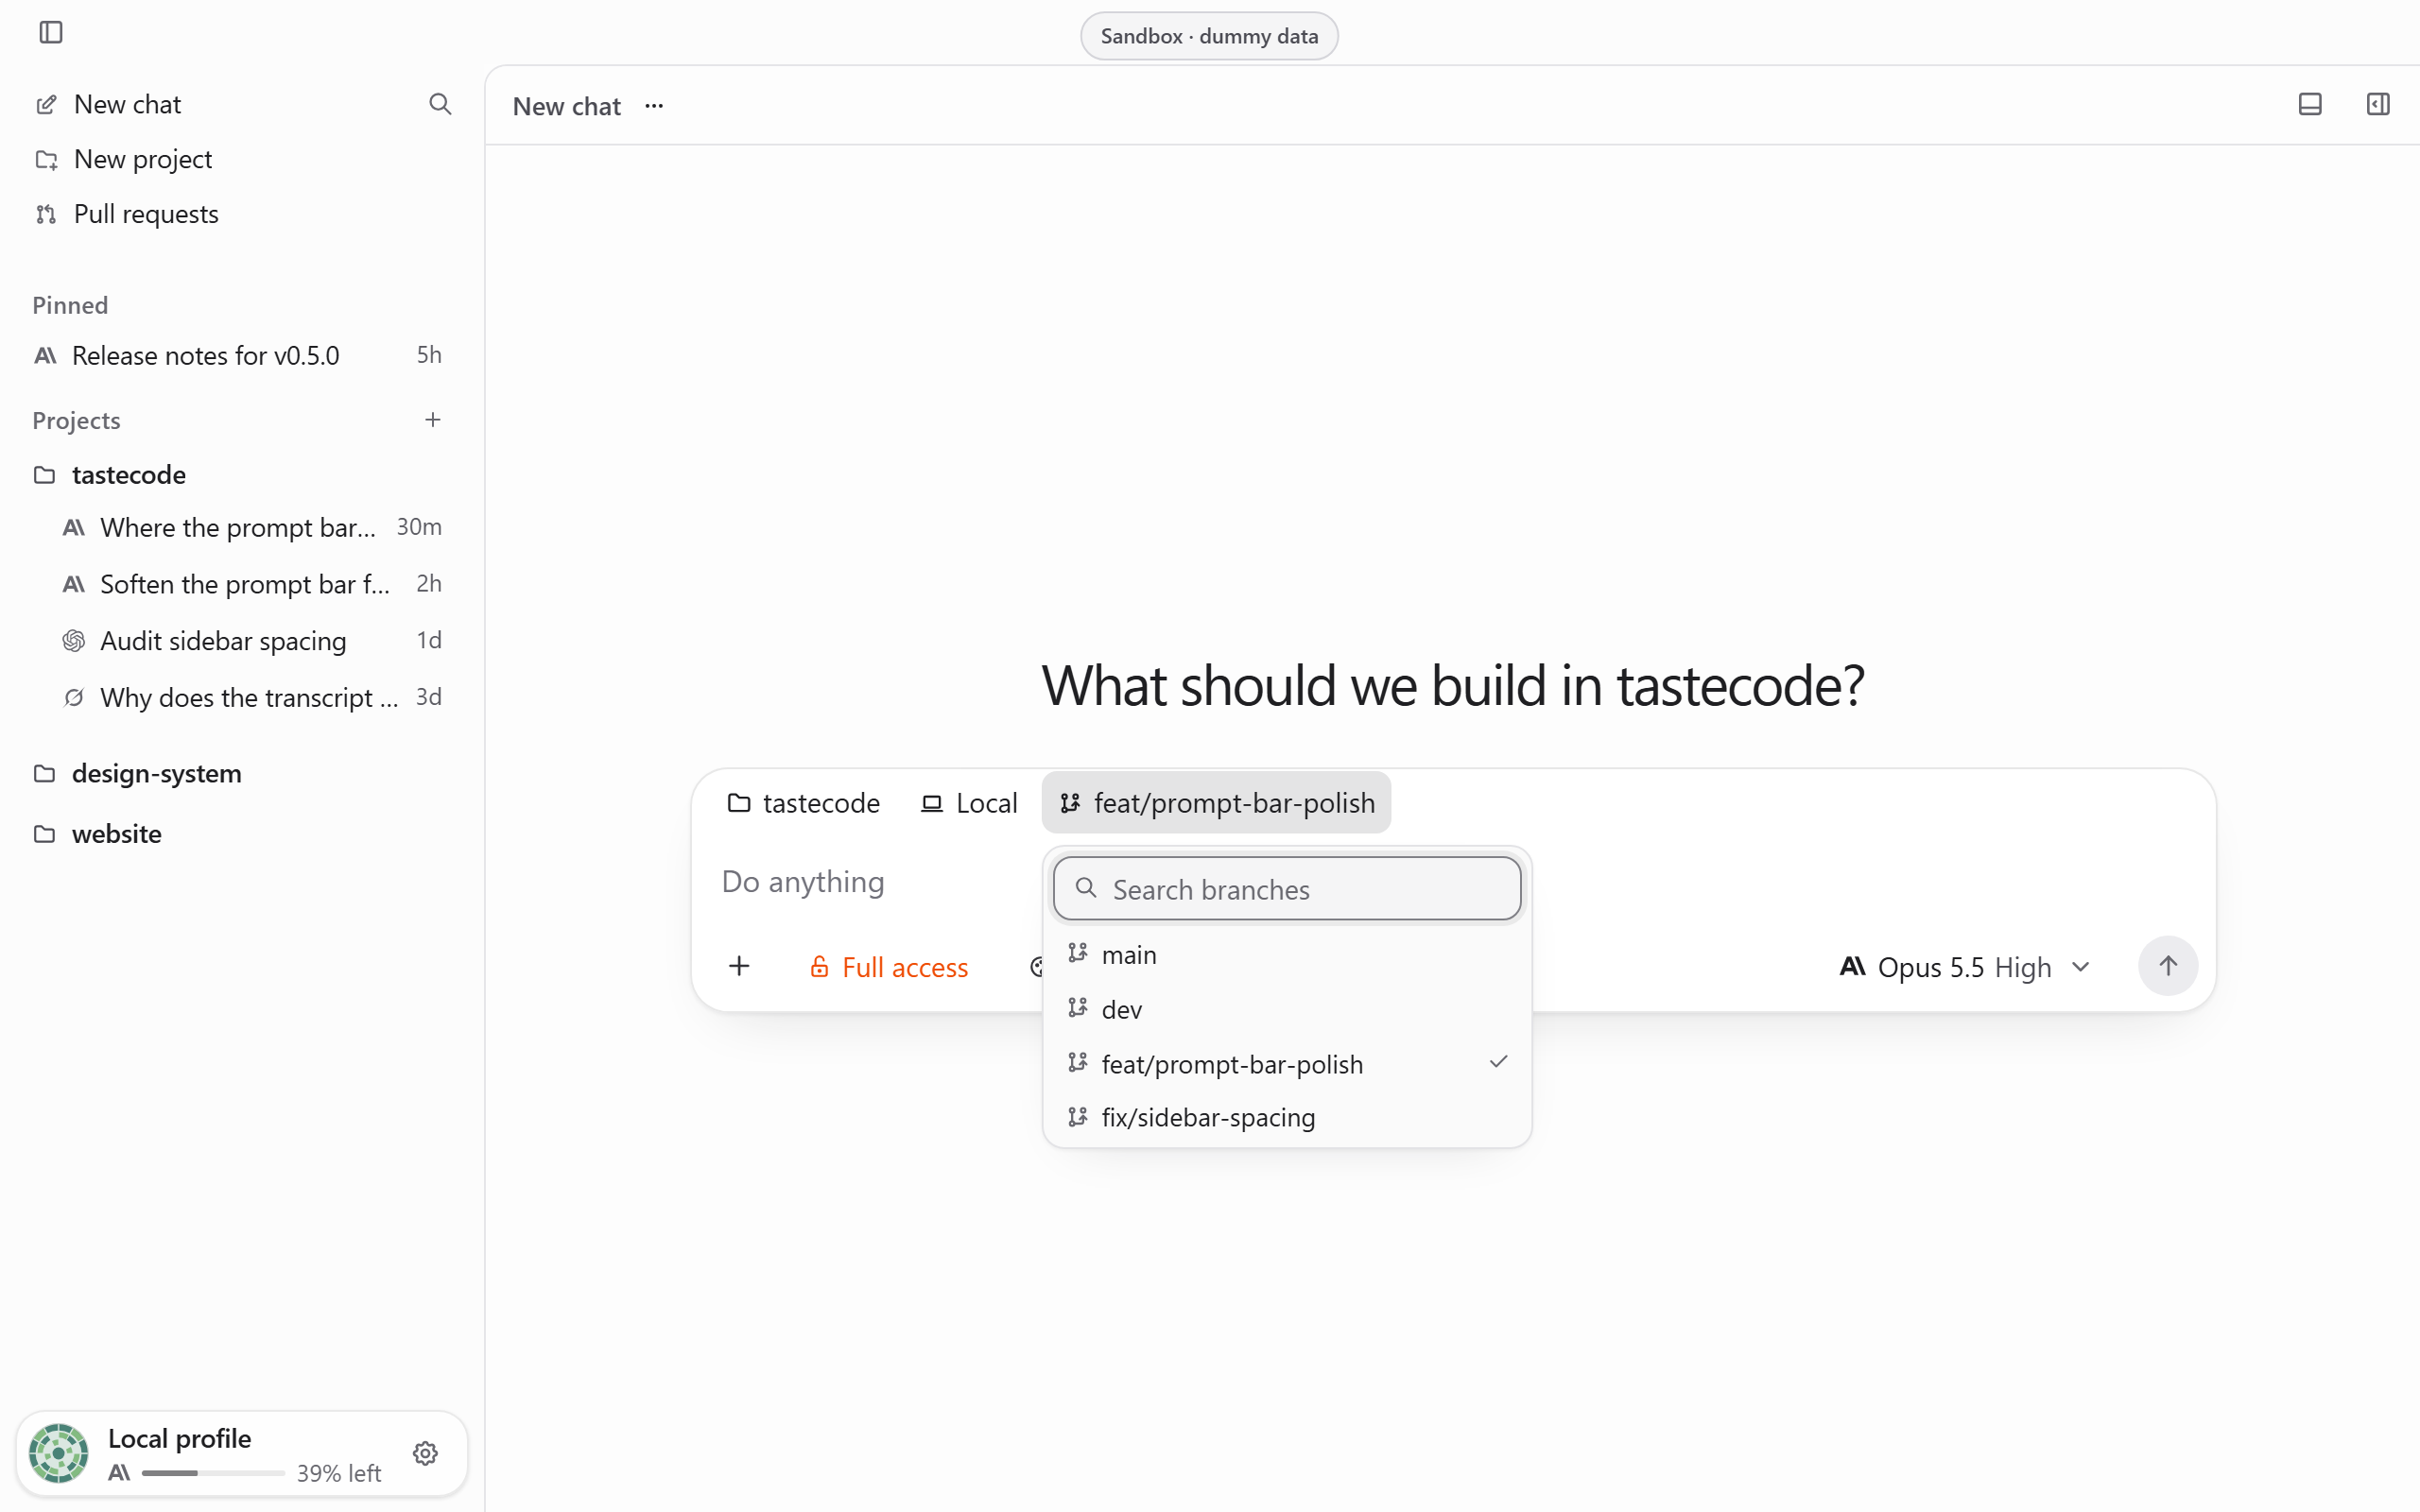 Sandbox · dummy data
New chat
New project
Pull requests
Pinned
Release notes for v0.5.0 5h
Projects
tastecode
Where the prompt bar... 30m
Soften the prompt bar f... 2h
Audit sidebar spacing 1d
Why does the transcript ... 3d
design-system
website
Local profile
39% left
New chat
What should we build in tastecode?
tastecode Local feat/prompt-bar-polish
Do anything
Full access
Opus 5.5 High
Search branches
main
dev
feat/prompt-bar-polish
fix/sidebar-spacing